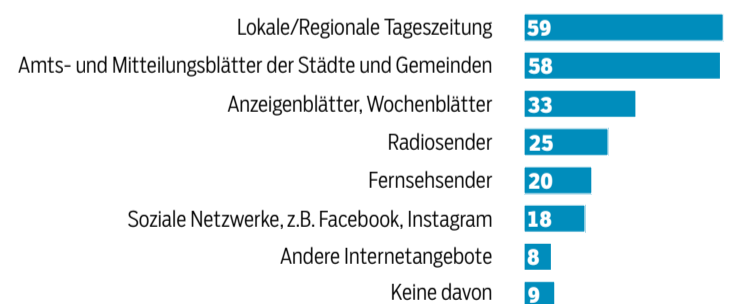 Lokale/Regionale Tageszeitung 59
Amts- und Mitteilungsblätter der Städte und Gemeinden 58
Anzeigenblätter, Wochenblätter 33
Radiosender 25
Fernsehsender 20
Soziale Netzwerke, z.B. Facebook, Instagram 18
Andere Internetangebote 8
Keine davon 9